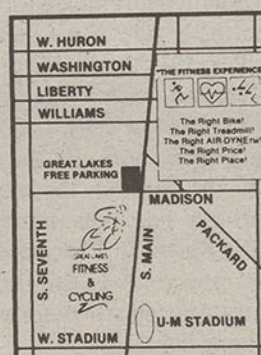 W. HURON
WASHINGTON
LIBERTY
WILLIAMS
"THE FITNESS EXPERIENCE
The Right Bike!
The Right Treadmill!
The Right AIR-DYNE
The Right Price!
The Right Place!
GREAT LAKES
FREE PARKING
MADISON
S. SEVENTH
GREAT LAKES
FITNESS
&
CYCLING
S. MAIN
PACKARD
U-M STADIUM
W. STADIUM